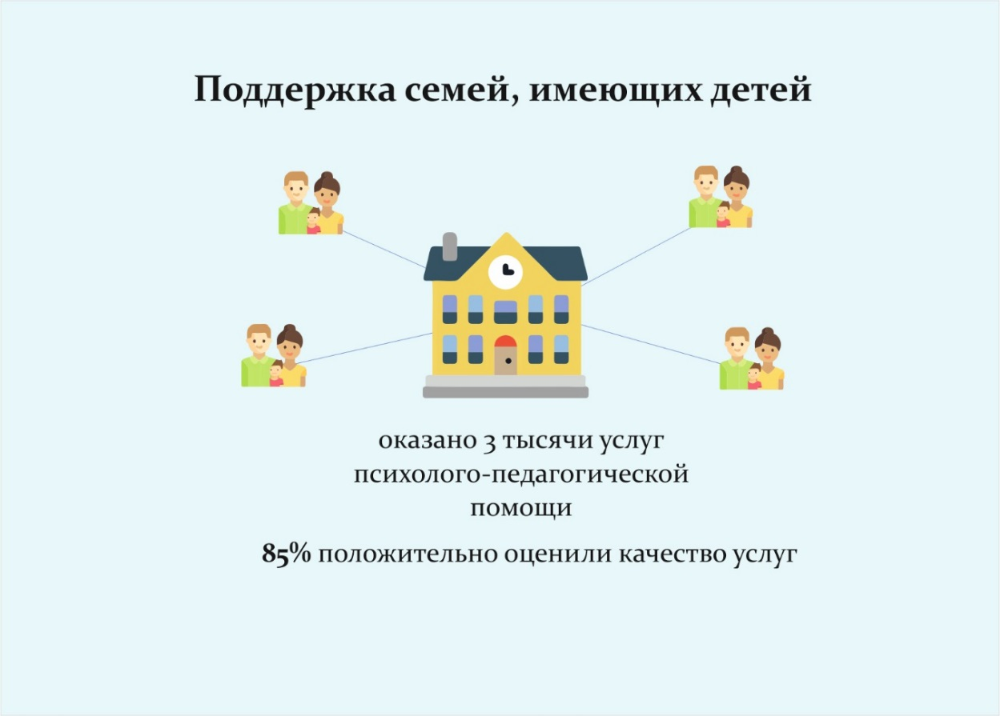 Поддержка семей, имеющих детей
оказано 3 тысячи услуг
психолого-педагогической
помощи
85% положительно оценили качество услуг